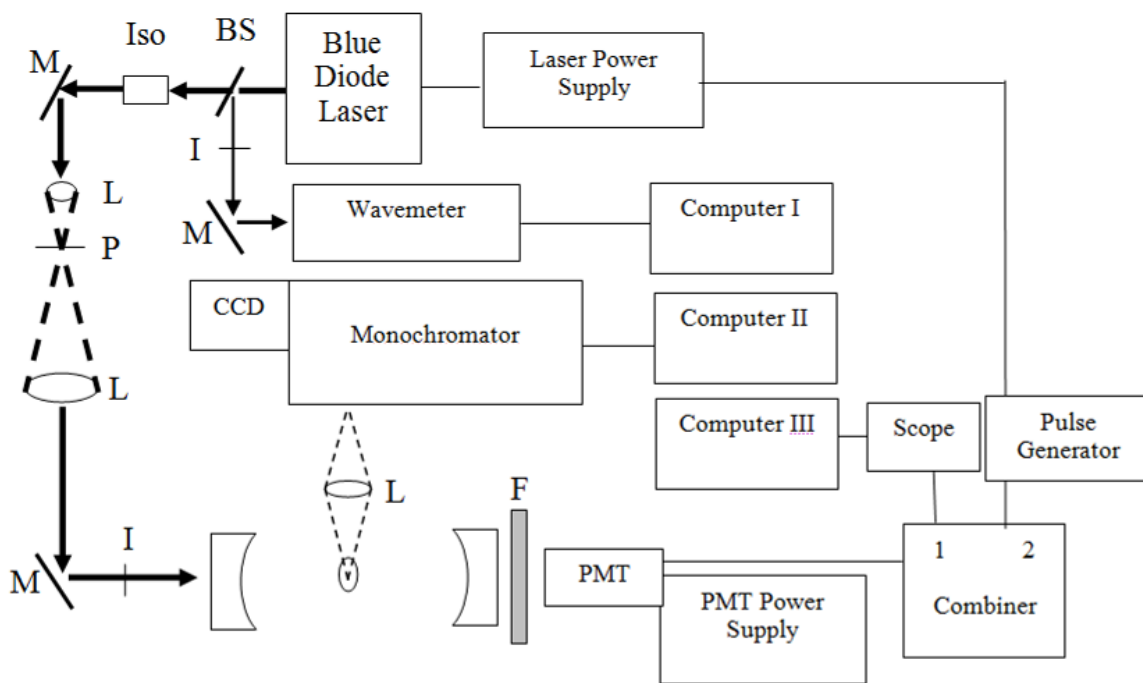 Iso
BS
M
Blue
Diode
Laser
Laser Power
Supply
I
L
P
M
Wavemeter
Computer I
CCD
Monochromator
Computer II
L
Computer III
Scope
Pulse
Generator
L
F
M
I
PMT
PMT Power
Supply
1
2
Combiner